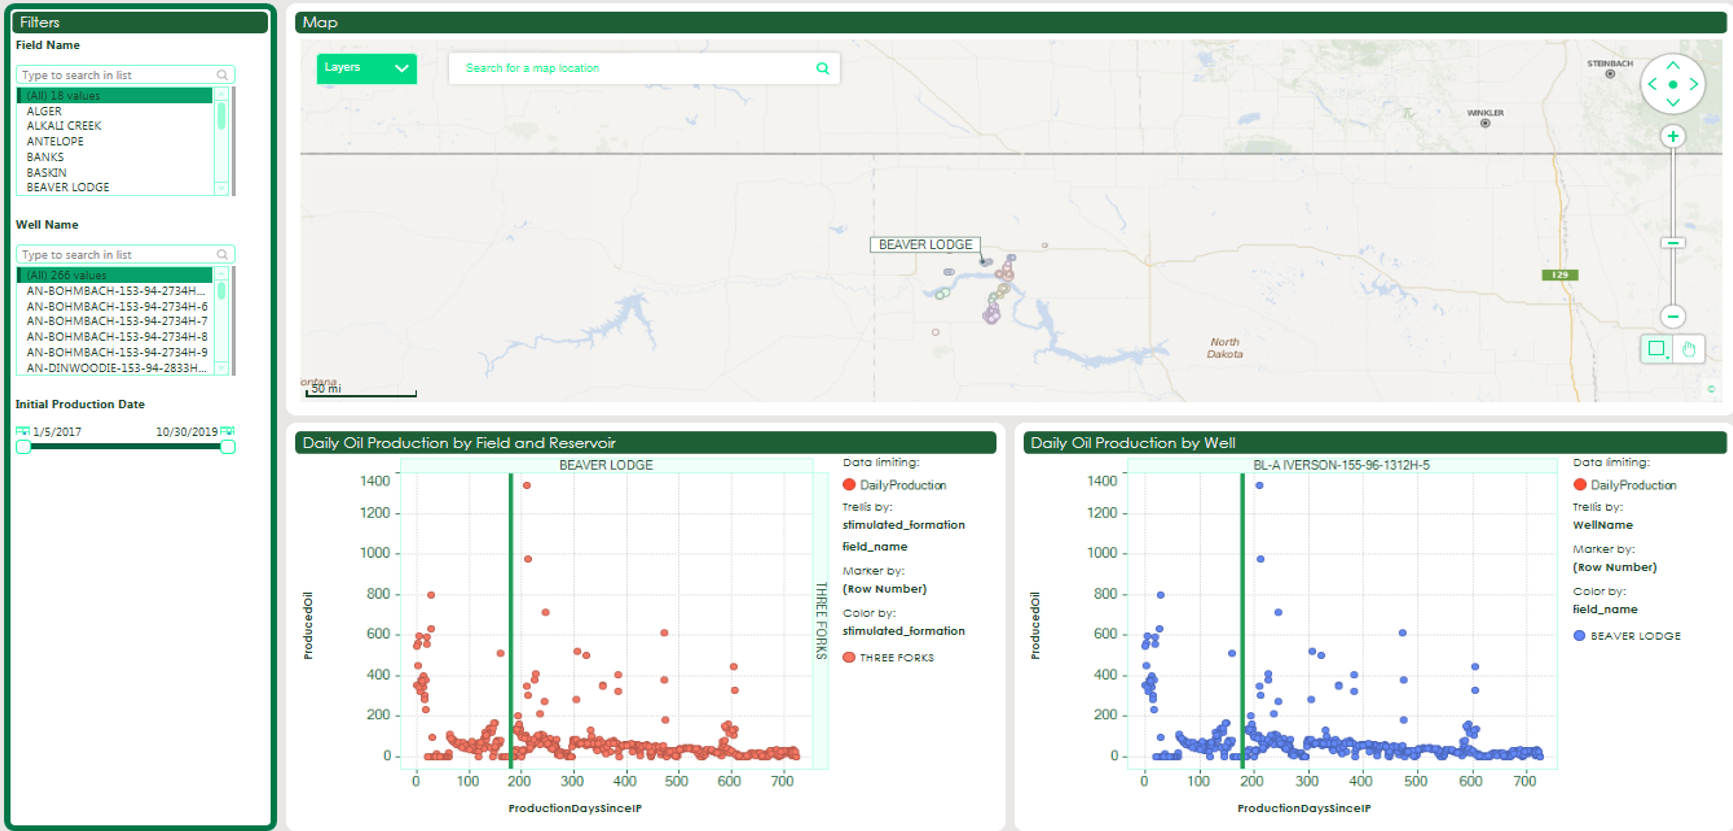 Filters
Field Name
Type to search in list
(All) 18 values
ALGER
ALKALI CREEK
ANTELOPE
BANKS
BASKIN
BEAVER LODGE
Well Name
Type to search in list
(All) 266 values
AN-BOHMBACH-153-94-2734H...
AN-BOHMBACH-153-94-2734H-6
AN-BOHMBACH-153-94-2734H-7
AN-BOHMBACH-153-94-2734H-8
AN-BOHMBACH-153-94-2734H-9
AN-DINWOODIE-153-94-2833H...
Initial Production Date
1/5/2017 10/30/2019
Map
Layers
Search for a map location
STEINBACH
WINKLER
BEAVER LODGE
129
North
Dakota
ontana
50 mi
©
Daily Oil Production by Field and Reservoir
BEAVER LODGE
THREE FORKS
ProducedOil
1400
1200
1000
800
600
400
200
0
0 100 200 300 400 500 600 700
ProductionDaysSinceIP
Data limiting:
DailyProduction
Trellis by:
stimulated_formation
field_name
Marker by:
(Row Number)
Color by:
stimulated_formation
THREE FORKS
Daily Oil Production by Well
BL-A IVERSON-155-96-1312H-5
ProducedOil
1400
1200
1000
800
600
400
200
0
0 100 200 300 400 500 600 700
ProductionDaysSinceIP
Data limiting:
DailyProduction
Trellis by:
WellName
Marker by:
(Row Number)
Color by:
field_name
BEAVER LODGE